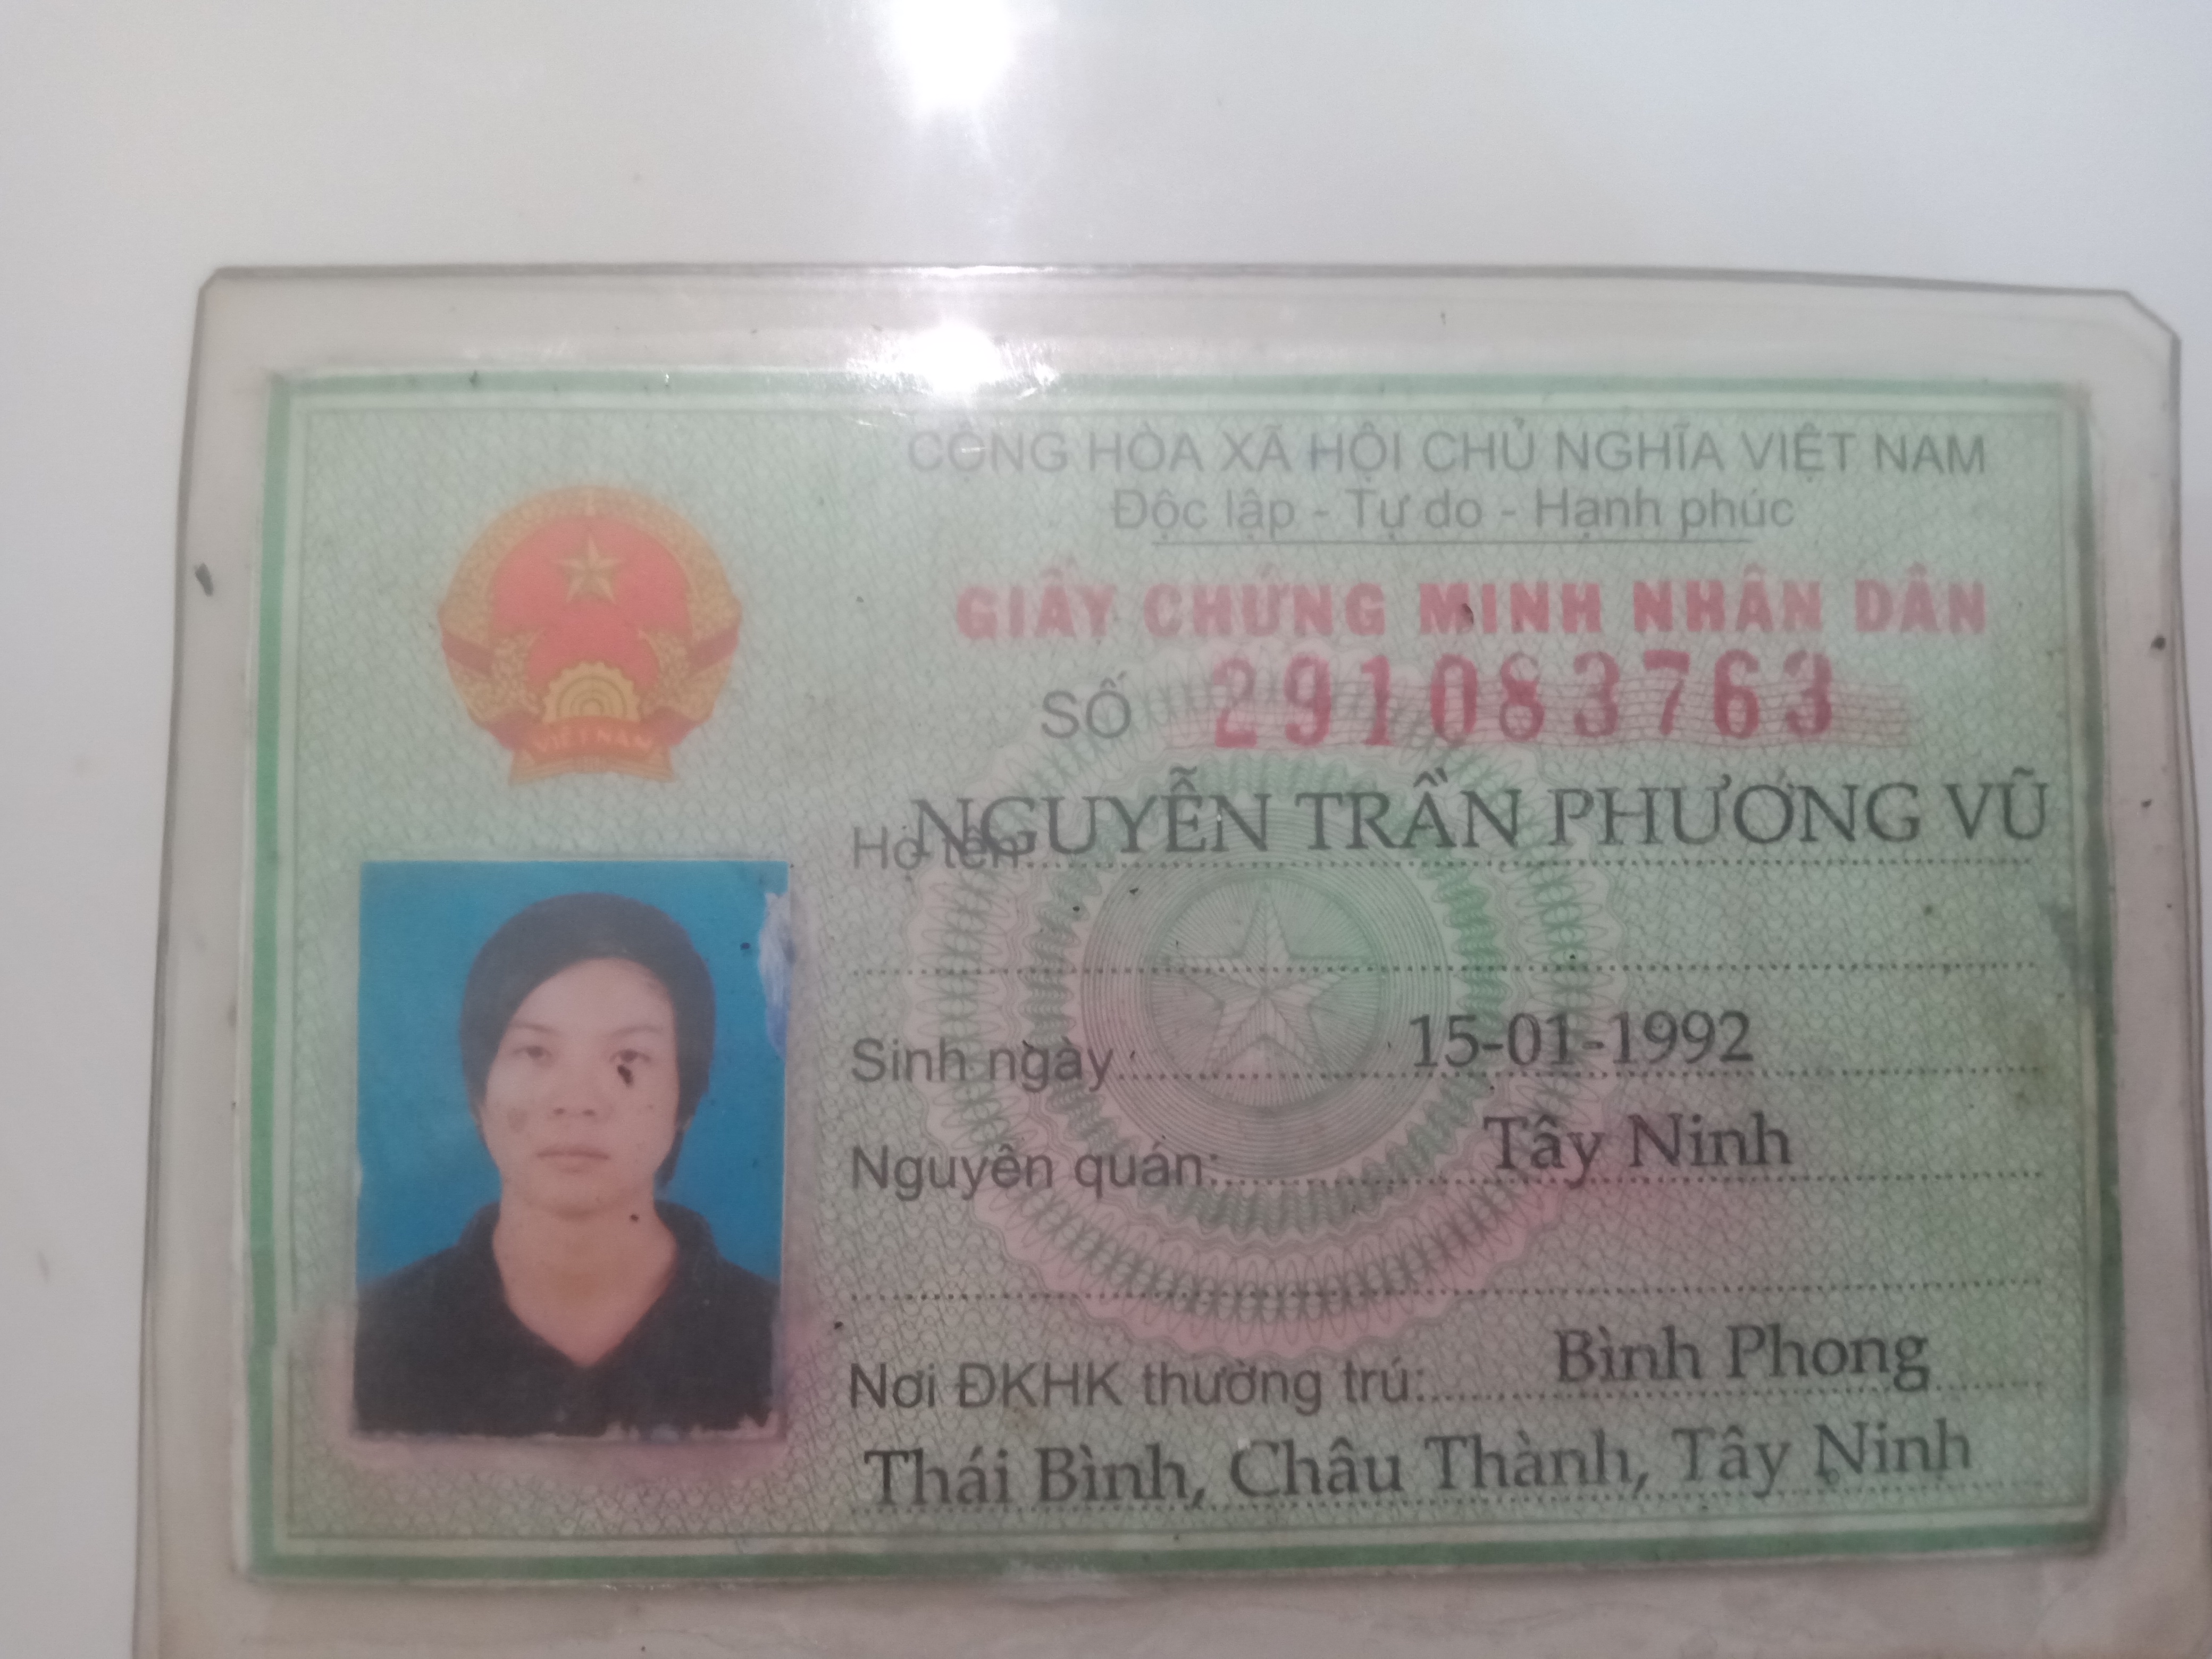 CỘNG HÒA XÃ HỘI CHỦ NGHĨA VIỆT NAM
Độc lập - Tự do - Hạnh phúc
GIẤY CHỨNG MINH NHÂN DÂN
SỐ 291083763
VIỆT NAM
Họ tên NGUYỄN TRẦN PHƯƠNG VŨ
Sinh ngày 15-01-1992
Nguyên quán: Tây Ninh
Nơi ĐKHK thường trú: Bình Phong
Thái Bình, Châu Thành, Tây Ninh